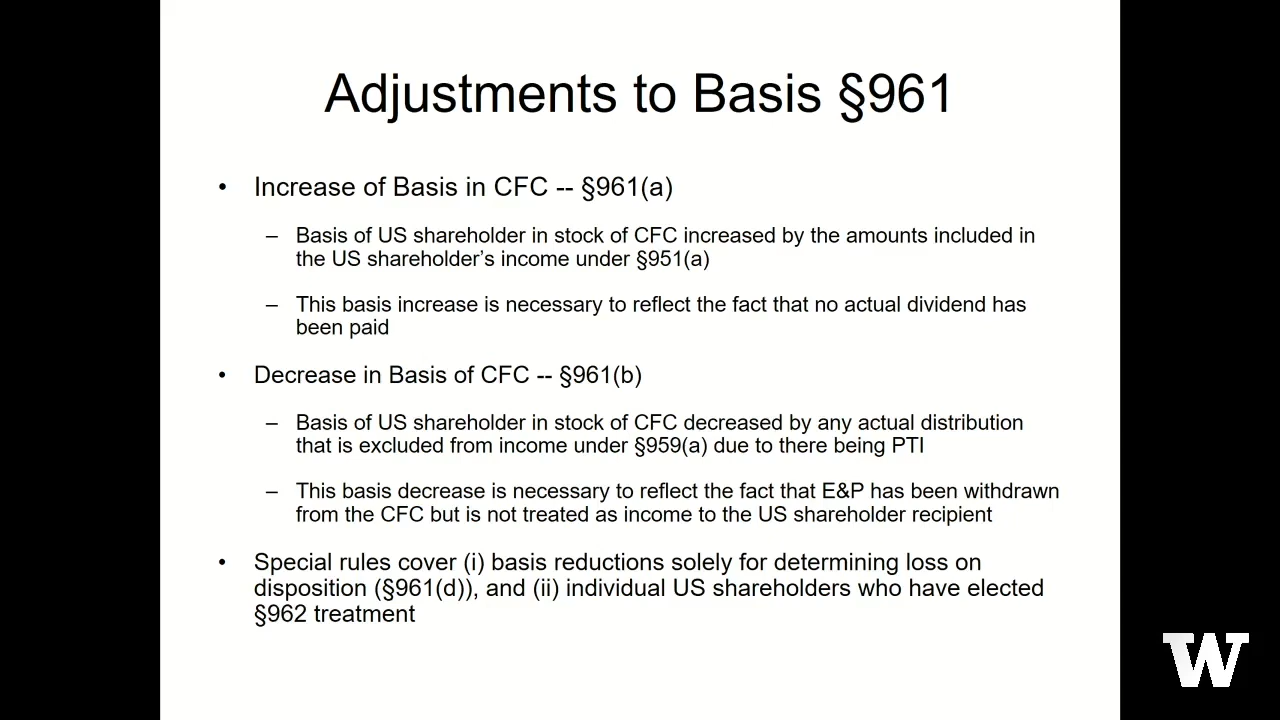 Adjustments to Basis §961
• Increase of Basis in CFC -- §961(a)
– Basis of US shareholder in stock of CFC increased by the amounts included in
the US shareholder’s income under §951(a)
– This basis increase is necessary to reflect the fact that no actual dividend has
been paid
• Decrease in Basis of CFC -- §961(b)
– Basis of US shareholder in stock of CFC decreased by any actual distribution
that is excluded from income under §959(a) due to there being PTI
– This basis decrease is necessary to reflect the fact that E&P has been withdrawn
from the CFC but is not treated as income to the US shareholder recipient
• Special rules cover (i) basis reductions solely for determining loss on
disposition (§961(d)), and (ii) individual US shareholders who have elected
§962 treatment
W